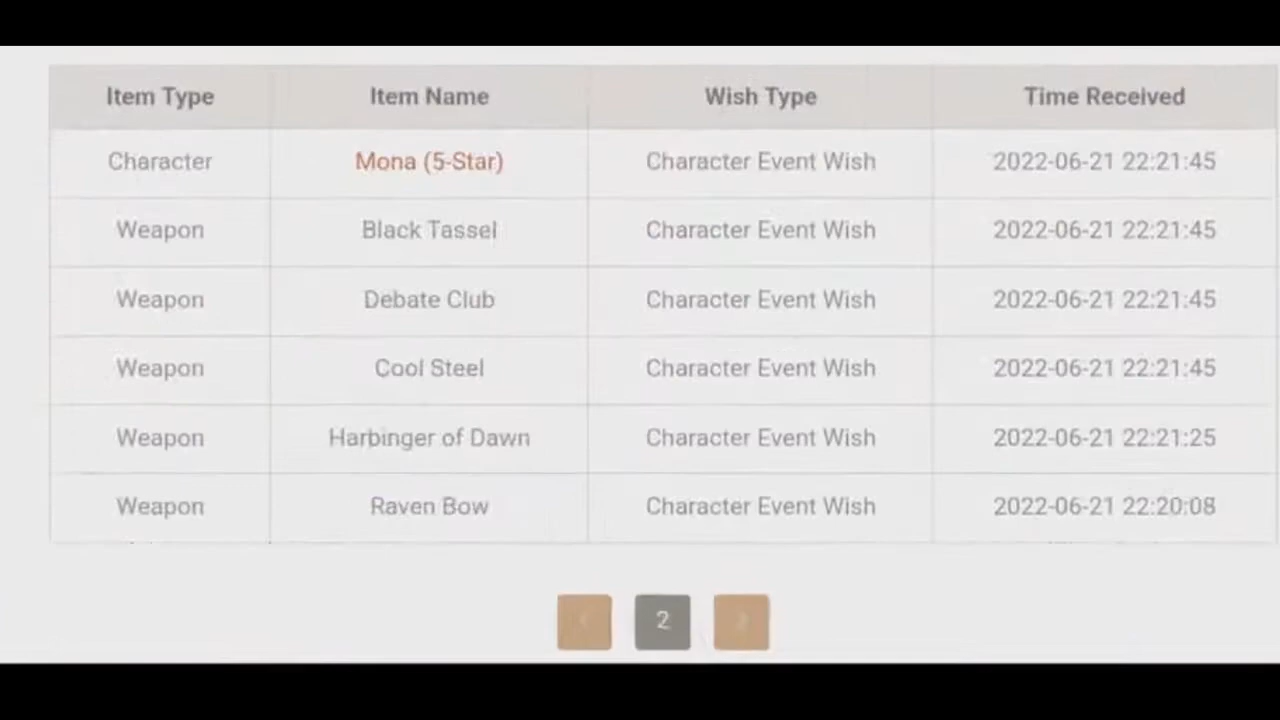 Item Type Item Name Wish Type Time Received
Character Mona (5-Star) Character Event Wish 2022-06-21 22:21:45
Weapon Black Tassel Character Event Wish 2022-06-21 22:21:45
Weapon Debate Club Character Event Wish 2022-06-21 22:21:45
Weapon Cool Steel Character Event Wish 2022-06-21 22:21:45
Weapon Harbinger of Dawn Character Event Wish 2022-06-21 22:21:25
Weapon Raven Bow Character Event Wish 2022-06-21 22:20:08
2